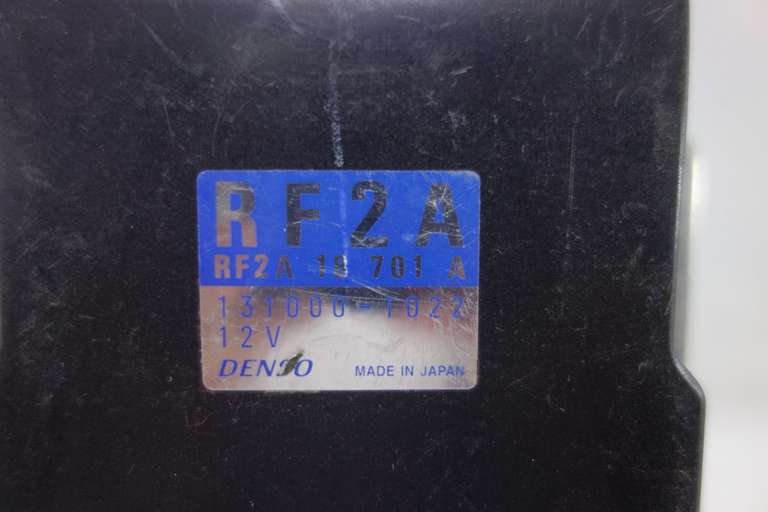 RF2A
RF2A 18 701 A
131000-1022
12V
DENSO
MADE IN JAPAN